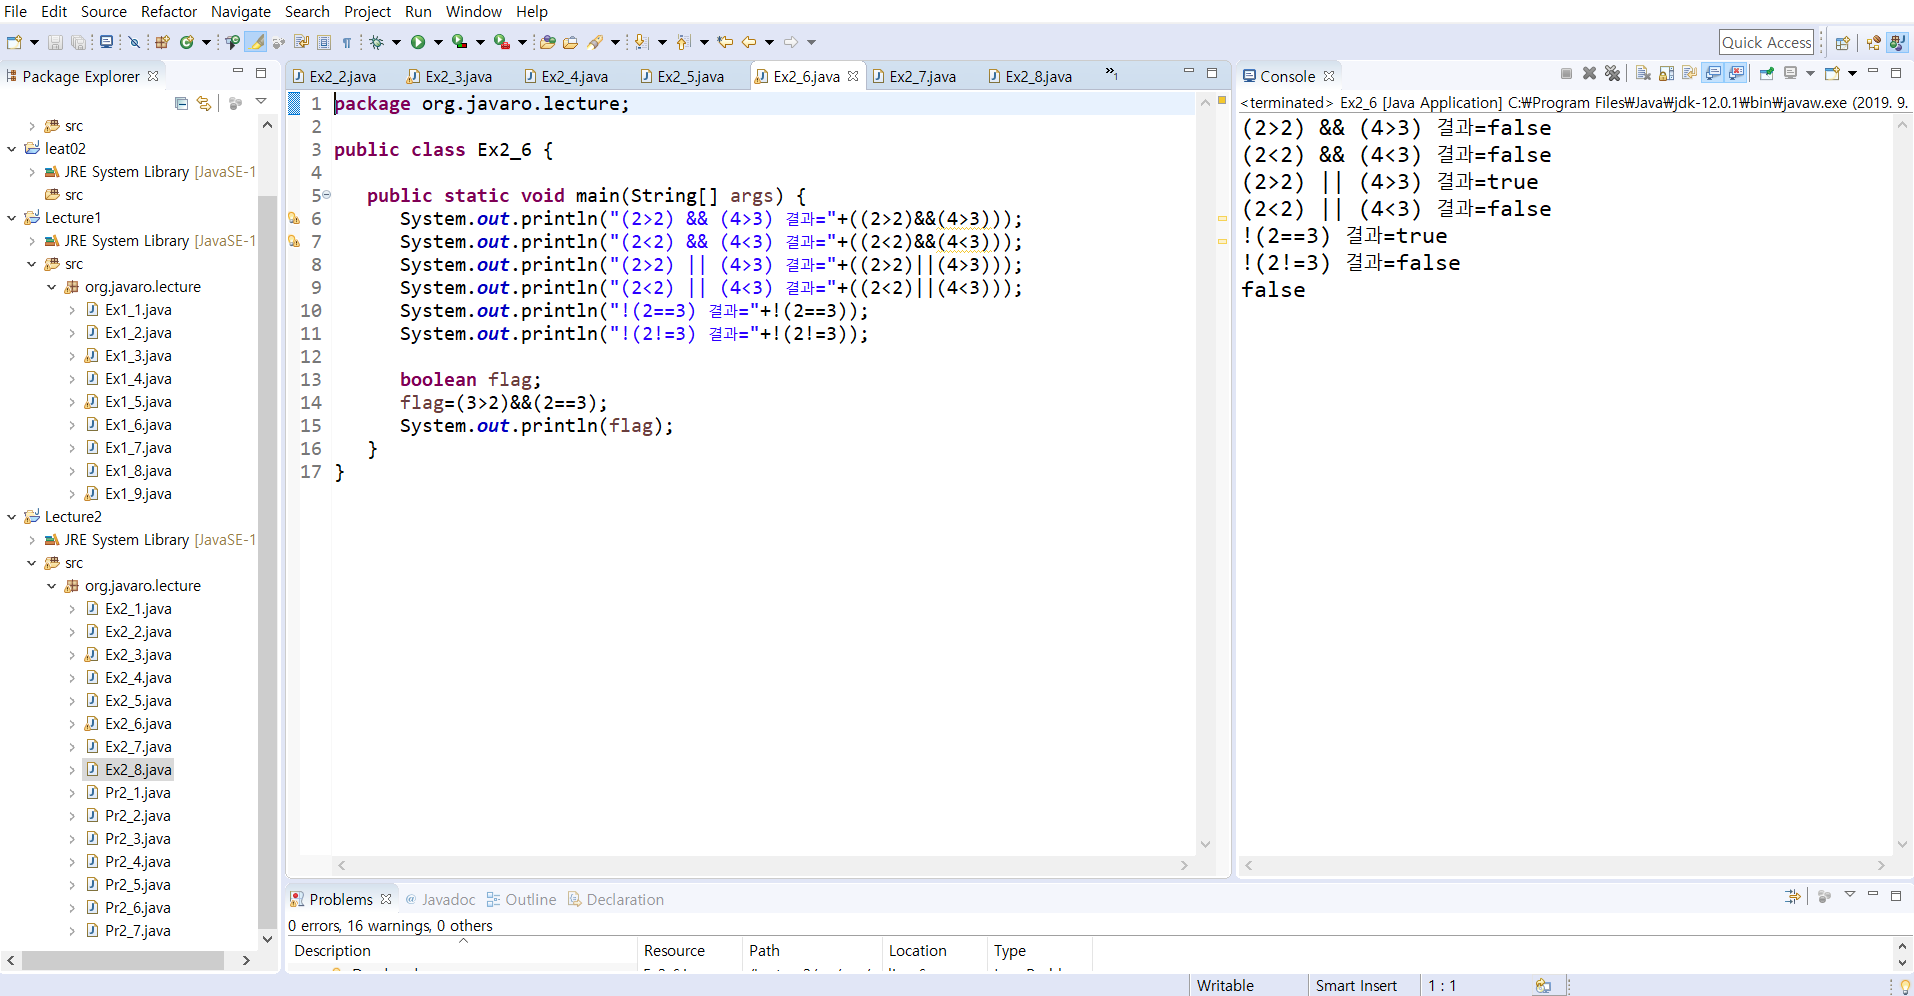 File Edit Source Refactor Navigate Search Project Run Window Help
Quick Access
Package Explorer
src
leat02
JRE System Library [JavaSE-1
src
Lecture1
JRE System Library [JavaSE-1
src
org.javaro.lecture
Ex1_1.java
Ex1_2.java
Ex1_3.java
Ex1_4.java
Ex1_5.java
Ex1_6.java
Ex1_7.java
Ex1_8.java
Ex1_9.java
Lecture2
JRE System Library [JavaSE-1
src
org.javaro.lecture
Ex2_1.java
Ex2_2.java
Ex2_3.java
Ex2_4.java
Ex2_5.java
Ex2_6.java
Ex2_7.java
Ex2_8.java
Pr2_1.java
Pr2_2.java
Pr2_3.java
Pr2_4.java
Pr2_5.java
Pr2_6.java
Pr2_7.java
Ex2_2.java Ex2_3.java Ex2_4.java Ex2_5.java Ex2_6.java Ex2_7.java Ex2_8.java »1
1 package org.javaro.lecture;
2
3 public class Ex2_6 {
4
5 public static void main(String[] args) {
6 System.out.println("(2>2) && (4>3) 결과="+((2>2)&&(4>3)));
7 System.out.println("(2<2) && (4<3) 결과="+((2<2)&&(4<3)));
8 System.out.println("(2>2) || (4>3) 결과="+((2>2)||(4>3)));
9 System.out.println("(2<2) || (4<3) 결과="+((2<2)||(4<3)));
10 System.out.println("!(2==3) 결과="+!(2==3));
11 System.out.println("!(2!=3) 결과="+!(2!=3));
12
13 boolean flag;
14 flag=(3>2)&&(2==3);
15 System.out.println(flag);
16 }
17 }
Console
<terminated> Ex2_6 [Java Application] C:₩Program Files₩Java₩jdk-12.0.1₩bin₩javaw.exe (2019. 9.
(2>2) && (4>3) 결과=false
(2<2) && (4<3) 결과=false
(2>2) || (4>3) 결과=true
(2<2) || (4<3) 결과=false
!(2==3) 결과=true
!(2!=3) 결과=false
false
Problems @ Javadoc Outline Declaration
0 errors, 16 warnings, 0 others
Description Resource Path Location Type
Writable Smart Insert 1 : 1